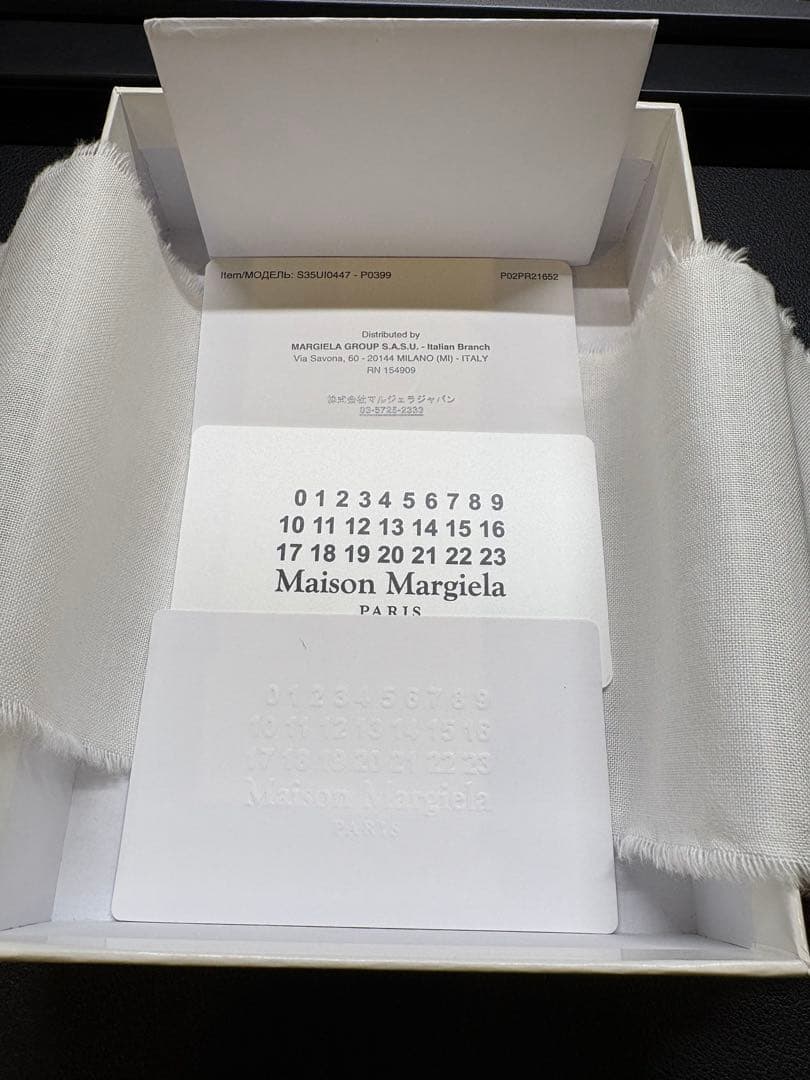 Item/МОДЕЛЬ: S35UI0447 - P0399 P02PR21652
Distributed by
MARGIELA GROUP S.A.S.U. - Italian Branch
Via Savona, 60 - 20144 MILANO (MI) - ITALY
RN 154909
株式会社マルジェラジャパン
03-5725-2333
0 1 2 3 4 5 6 7 8 9
10 11 12 13 14 15 16
17 18 19 20 21 22 23
Maison Margiela
PARIS
0 1 2 3 4 5 6 7 8 9
10 11 12 13 14 15 16
17 18 19 20 21 22 23
Maison Margiela
PARIS